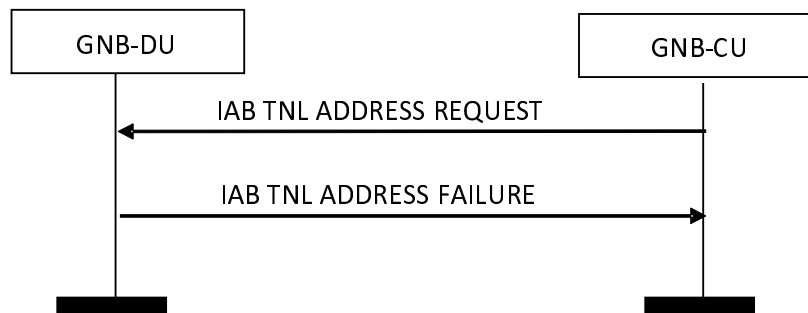 GNB-DU
GNB-CU
IAB TNL ADDRESS REQUEST
IAB TNL ADDRESS FAILURE